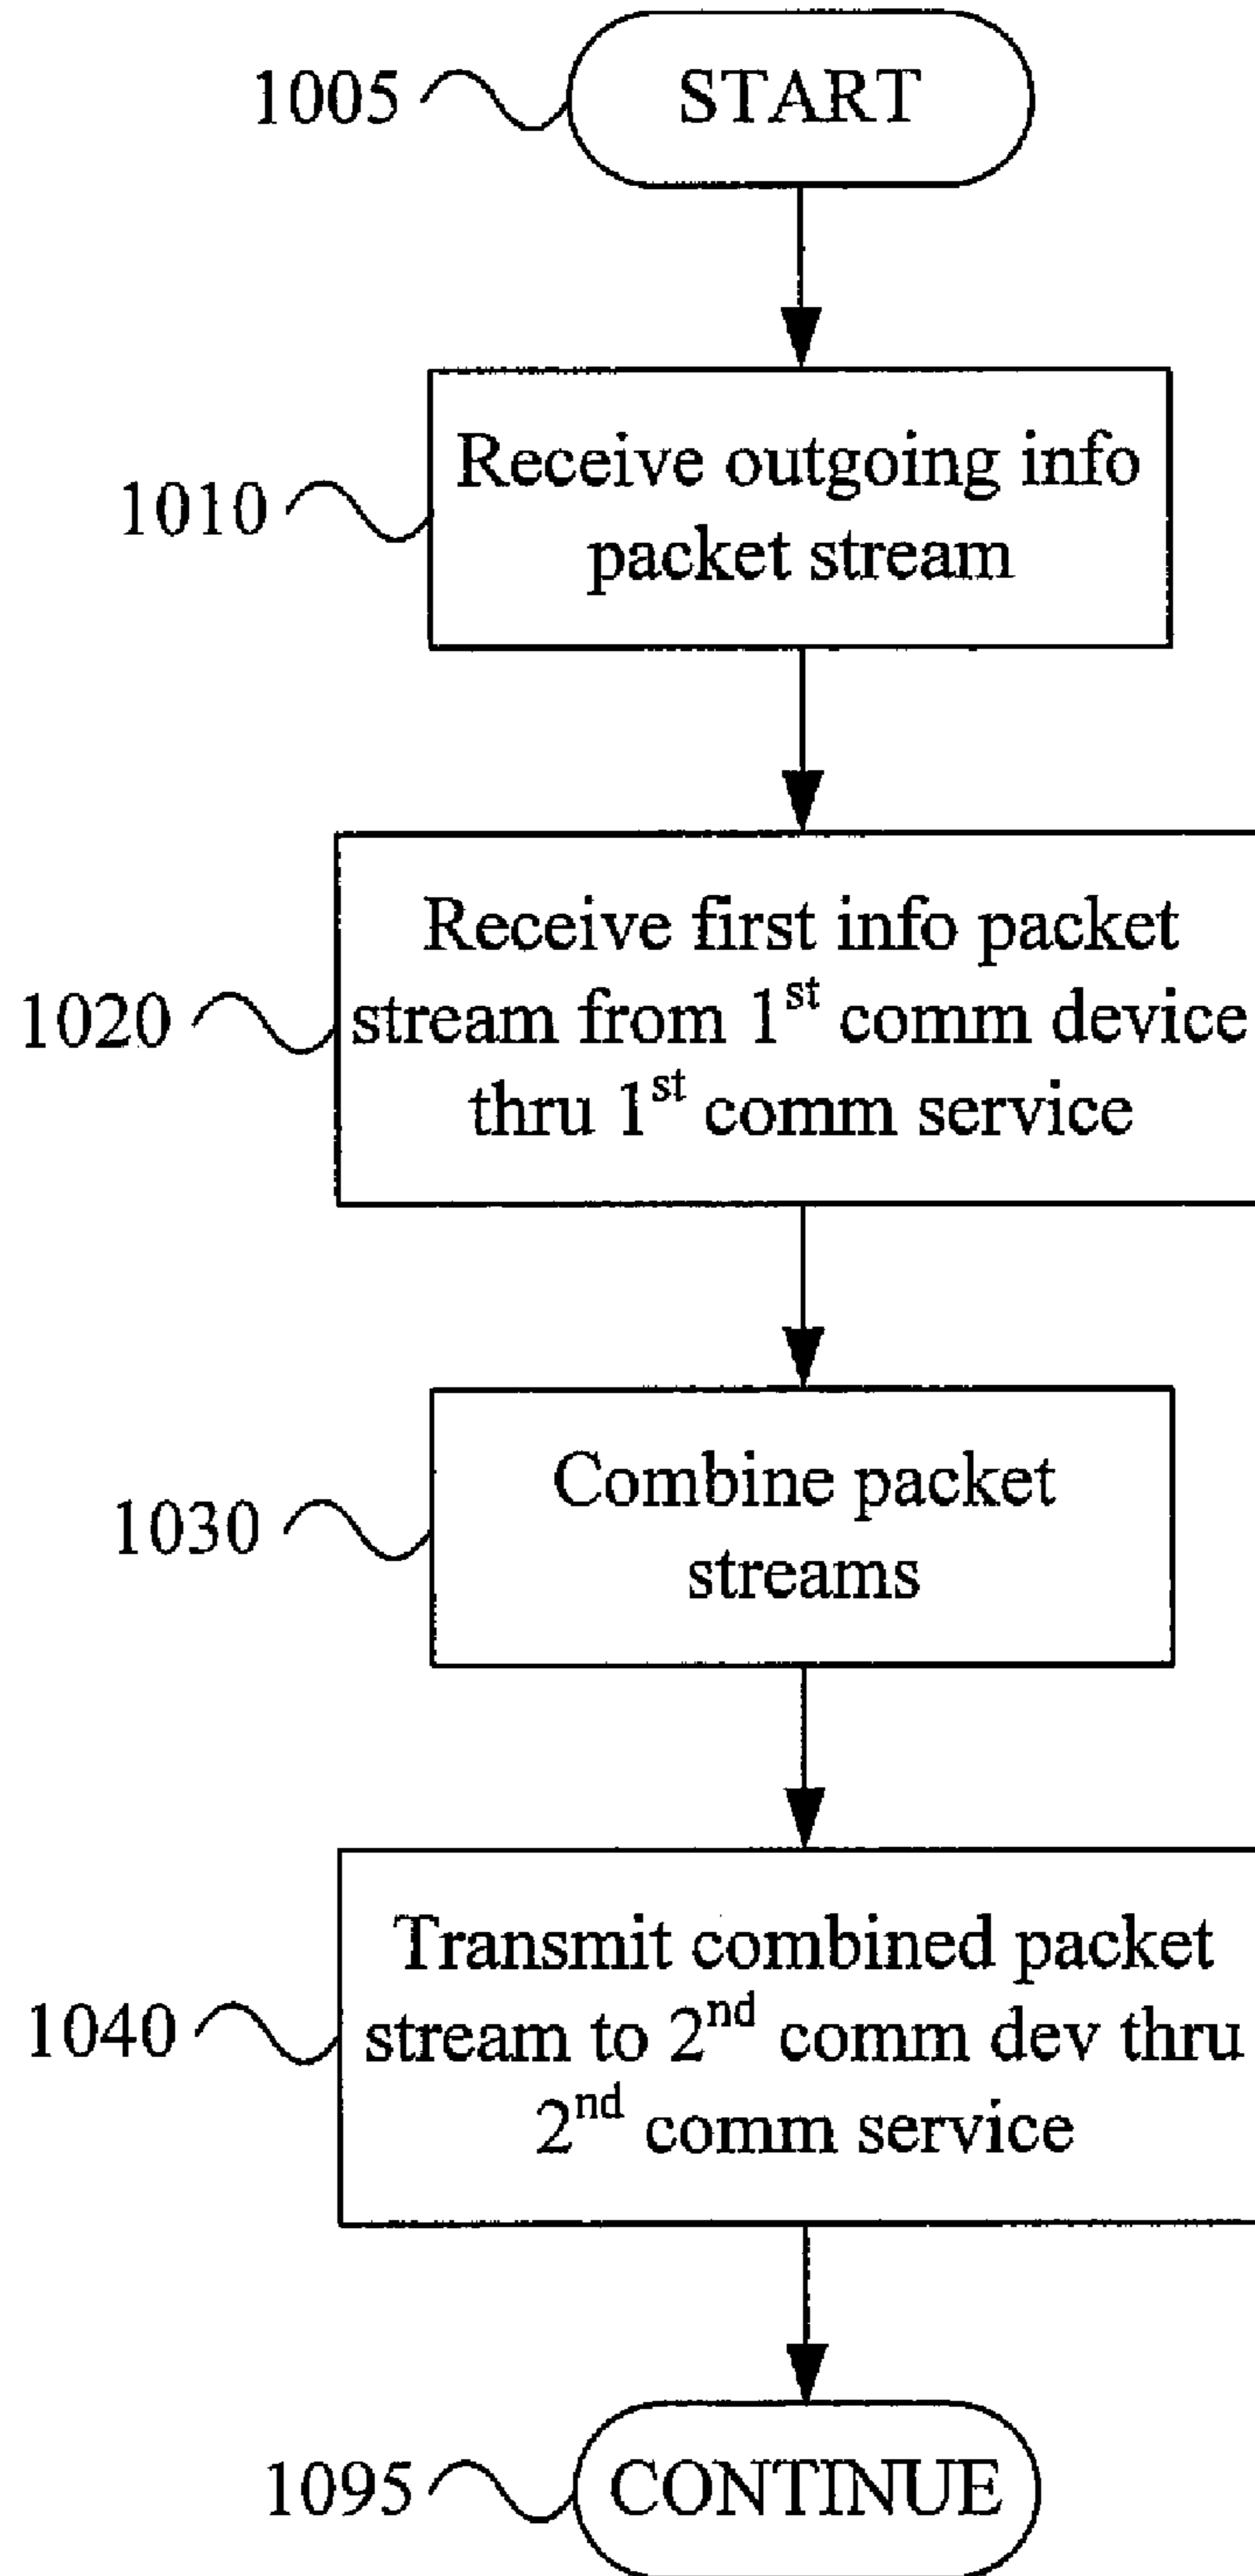 1005
START
1010
Receive outgoing info
packet stream
1020
Receive first info packet
stream from 1st comm device
thru 1st comm service
1030
Combine packet
streams
1040
Transmit combined packet
stream to 2nd comm dev thru
2nd comm service
1095
CONTINUE